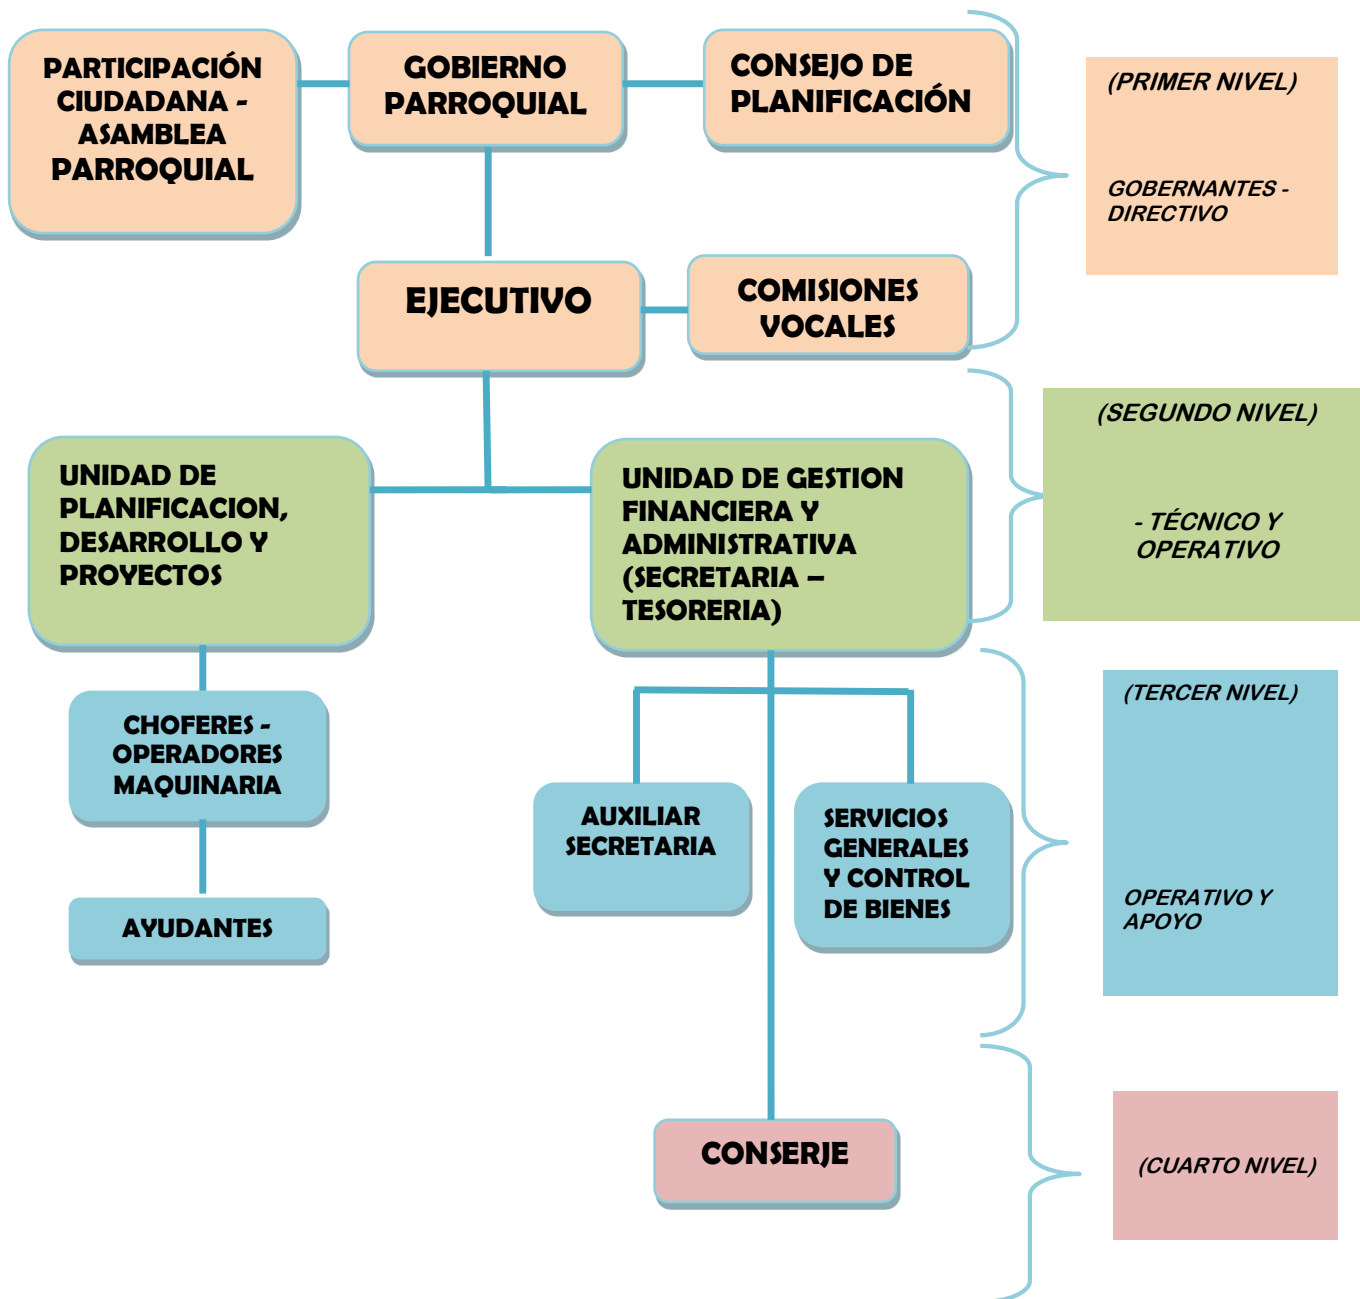 PARTICIPACIÓN
CIUDADANA -
ASAMBLEA
PARROQUIAL
GOBIERNO
PARROQUIAL
CONSEJO DE
PLANIFICACIÓN
(PRIMER NIVEL)
GOBERNANTES -
DIRECTIVO
EJECUTIVO
COMISIONES
VOCALES
(SEGUNDO NIVEL)
- TÉCNICO Y
OPERATIVO
UNIDAD DE
PLANIFICACION,
DESARROLLO Y
PROYECTOS
UNIDAD DE GESTION
FINANCIERA Y
ADMINISTRATIVA
(SECRETARIA –
TESORERIA)
(TERCER NIVEL)
OPERATIVO Y
APOYO
CHOFERES -
OPERADORES
MAQUINARIA
AUXILIAR
SECRETARIA
SERVICIOS
GENERALES
Y CONTROL
DE BIENES
AYUDANTES
CONSERJE
(CUARTO NIVEL)